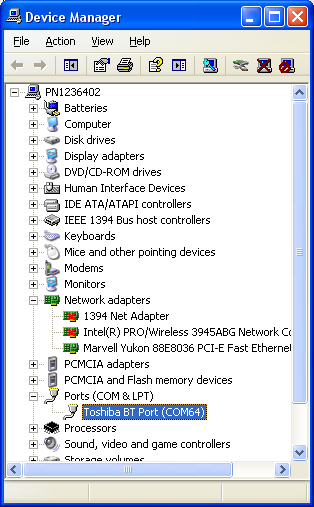 Device Manager
File Action View Help
PN1236402
Batteries
Computer
Disk drives
Display adapters
DVD/CD-ROM drives
Human Interface Devices
IDE ATA/ATAPI controllers
IEEE 1394 Bus host controllers
Keyboards
Mice and other pointing devices
Modems
Monitors
Network adapters
1394 Net Adapter
Intel(R) PRO/Wireless 3945ABG Network Co
Marvell Yukon 88E8036 PCI-E Fast Ethernet
PCMCIA adapters
PCMCIA and Flash memory devices
Ports (COM & LPT)
Toshiba BT Port (COM64)
Processors
Sound, video and game controllers
Storage volumes